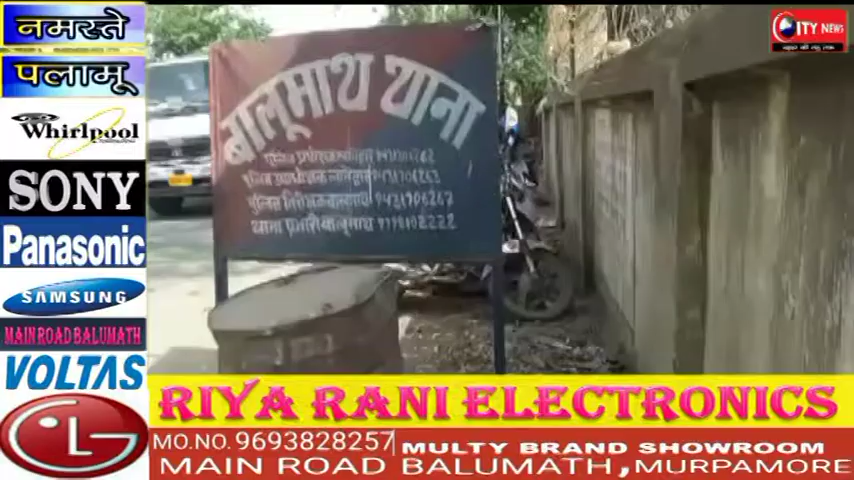 नमस्ते
पलामू
Whirlpool
SONY
Panasonic
SAMSUNG
MAIN ROAD BALUMATH
VOLTAS
LG
CITY NEWS
बालूमाथ थाना
थाना प्रभारी बालूमाथ
RIYA RANI ELECTRONICS
MO.NO. 9693828257
MULTY BRAND SHOWROOM
MAIN ROAD BALUMATH, MURPAMORE